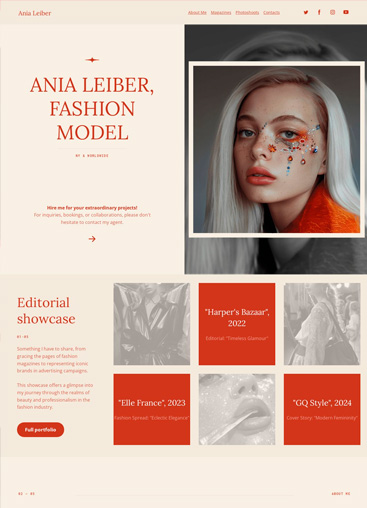 Ania Leiber
About Me Magazines Photoshoots Contacts
ANIA LEIBER,
FASHION
MODEL
NY & WORLDWIDE
Hire me for your extraordinary projects!
For inquiries, bookings, or collaborations, please don't
hesitate to contact my agent.
Editorial
showcase
01—05
Something I have to share, from
gracing the pages of fashion
magazines to representing iconic
brands in advertising campaigns.
This showcase offers a glimpse into
my journey through the realms of
beauty and professionalism in the
fashion industry.
Full portfolio
"Harper's Bazaar",
2022
Editorial: "Timeless Glamour"
"Elle France", 2023
Fashion Spread: "Eclectic Elegance"
"GQ Style", 2024
Cover Story: "Modern Femininity"
02 — 05
ABOUT ME